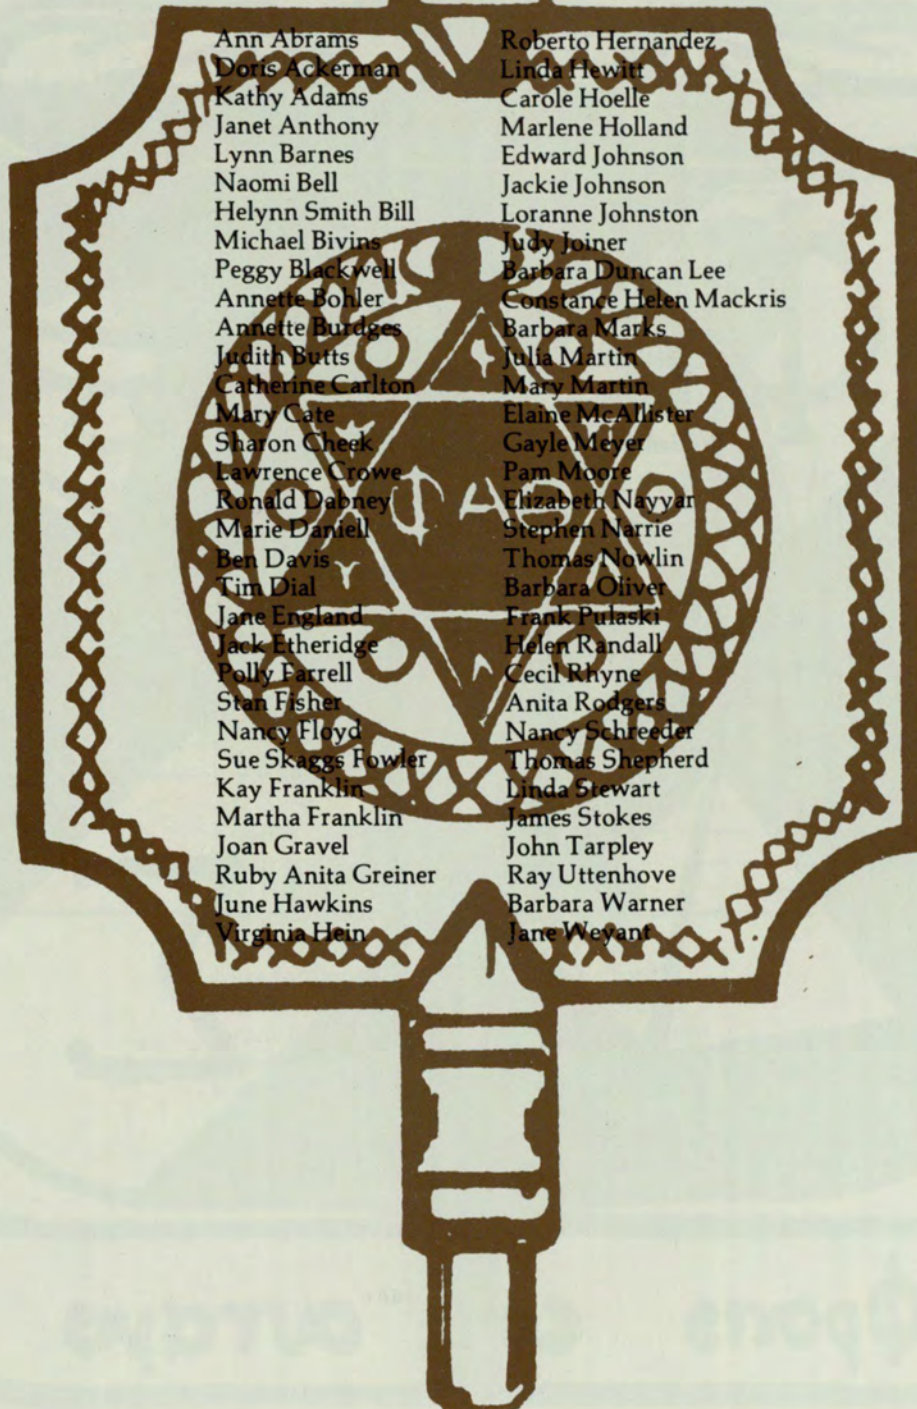 Ann Abrams
Doris Ackerman
Kathy Adams
Janet Anthony
Lynn Barnes
Naomi Bell
Helynn Smith Bill
Michael Bivins
Peggy Blackwell
Annette Bohler
Annette Burdges
Judith Butts
Catherine Carlton
Mary Cate
Sharon Cheek
Lawrence Crowe
Ronald Dabney
Marie Daniell
Ben Davis
Tim Dial
Jane England
Jack Etheridge
Polly Farrell
Stan Fisher
Nancy Floyd
Sue Skaggs Fowler
Kay Franklin
Martha Franklin
Joan Gravel
Ruby Anita Greiner
June Hawkins
Virginia Hein
Roberto Hernandez
Linda Hewitt
Carole Hoelle
Marlene Holland
Edward Johnson
Jackie Johnson
Loranne Johnston
Judy Joiner
Barbara Duncan Lee
Constance Helen Mackris
Barbara Marks
Julia Martin
Mary Martin
Elaine McAllister
Gayle Meyer
Pam Moore
Elizabeth Nayyar
Stephen Narrie
Thomas Nowlin
Barbara Oliver
Frank Pulaski
Helen Randall
Cecil Rhyne
Anita Rodgers
Nancy Schreeder
Thomas Shepherd
Linda Stewart
James Stokes
John Tarpley
Ray Uttenhove
Barbara Warner
Jane Weyant